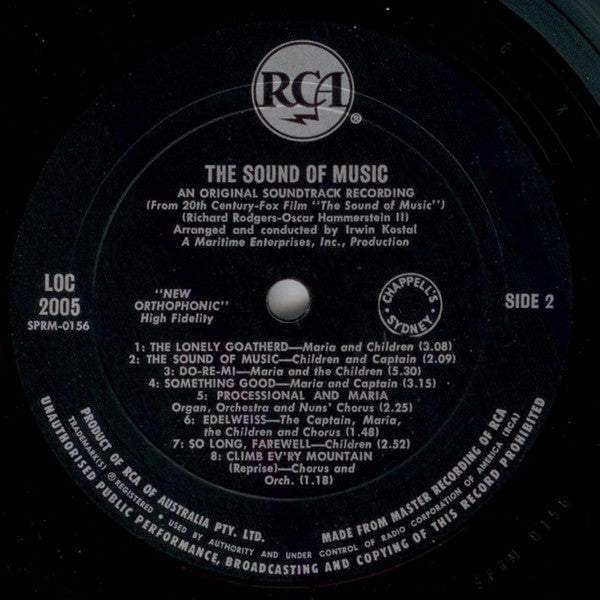 RCA
®
THE SOUND OF MUSIC
AN ORIGINAL SOUNDTRACK RECORDING
(From 20th Century-Fox Film "The Sound of Music")
(Richard Rodgers-Oscar Hammerstein II)
Arranged and conducted by Irwin Kostal
A Maritime Enterprises, Inc., Production
LOC
2005
SPRM-0156
"NEW
ORTHOPHONIC"
High Fidelity
CHAPPELL'S
SYDNEY
SIDE 2
1: THE LONELY GOATHERD—Maria and Children (3.08)
2: THE SOUND OF MUSIC—Children and Captain (2.09)
3: DO-RE-MI—Maria and the Children (5.30)
4: SOMETHING GOOD—Maria and Captain (3.15)
5: PROCESSIONAL AND MARIA
Organ, Orchestra and Nuns' Chorus (2.25)
6: EDELWEISS—The Captain, Maria,
the Children and Chorus (1.48)
7: SO LONG, FAREWELL—Children (2.52)
8: CLIMB EV'RY MOUNTAIN
(Reprise)—Chorus and
Orch. (1.18)
PRODUCT OF RCA OF AUSTRALIA PTY. LTD.
MADE FROM MASTER RECORDING OF RCA
TRADEMARK(S) ® REGISTERED • USED BY AUTHORITY AND UNDER CONTROL OF RADIO CORPORATION OF AMERICA (RCA)
UNAUTHORISED PUBLIC PERFORMANCE, BROADCASTING AND COPYING OF THIS RECORD PROHIBITED
SPRM 0156